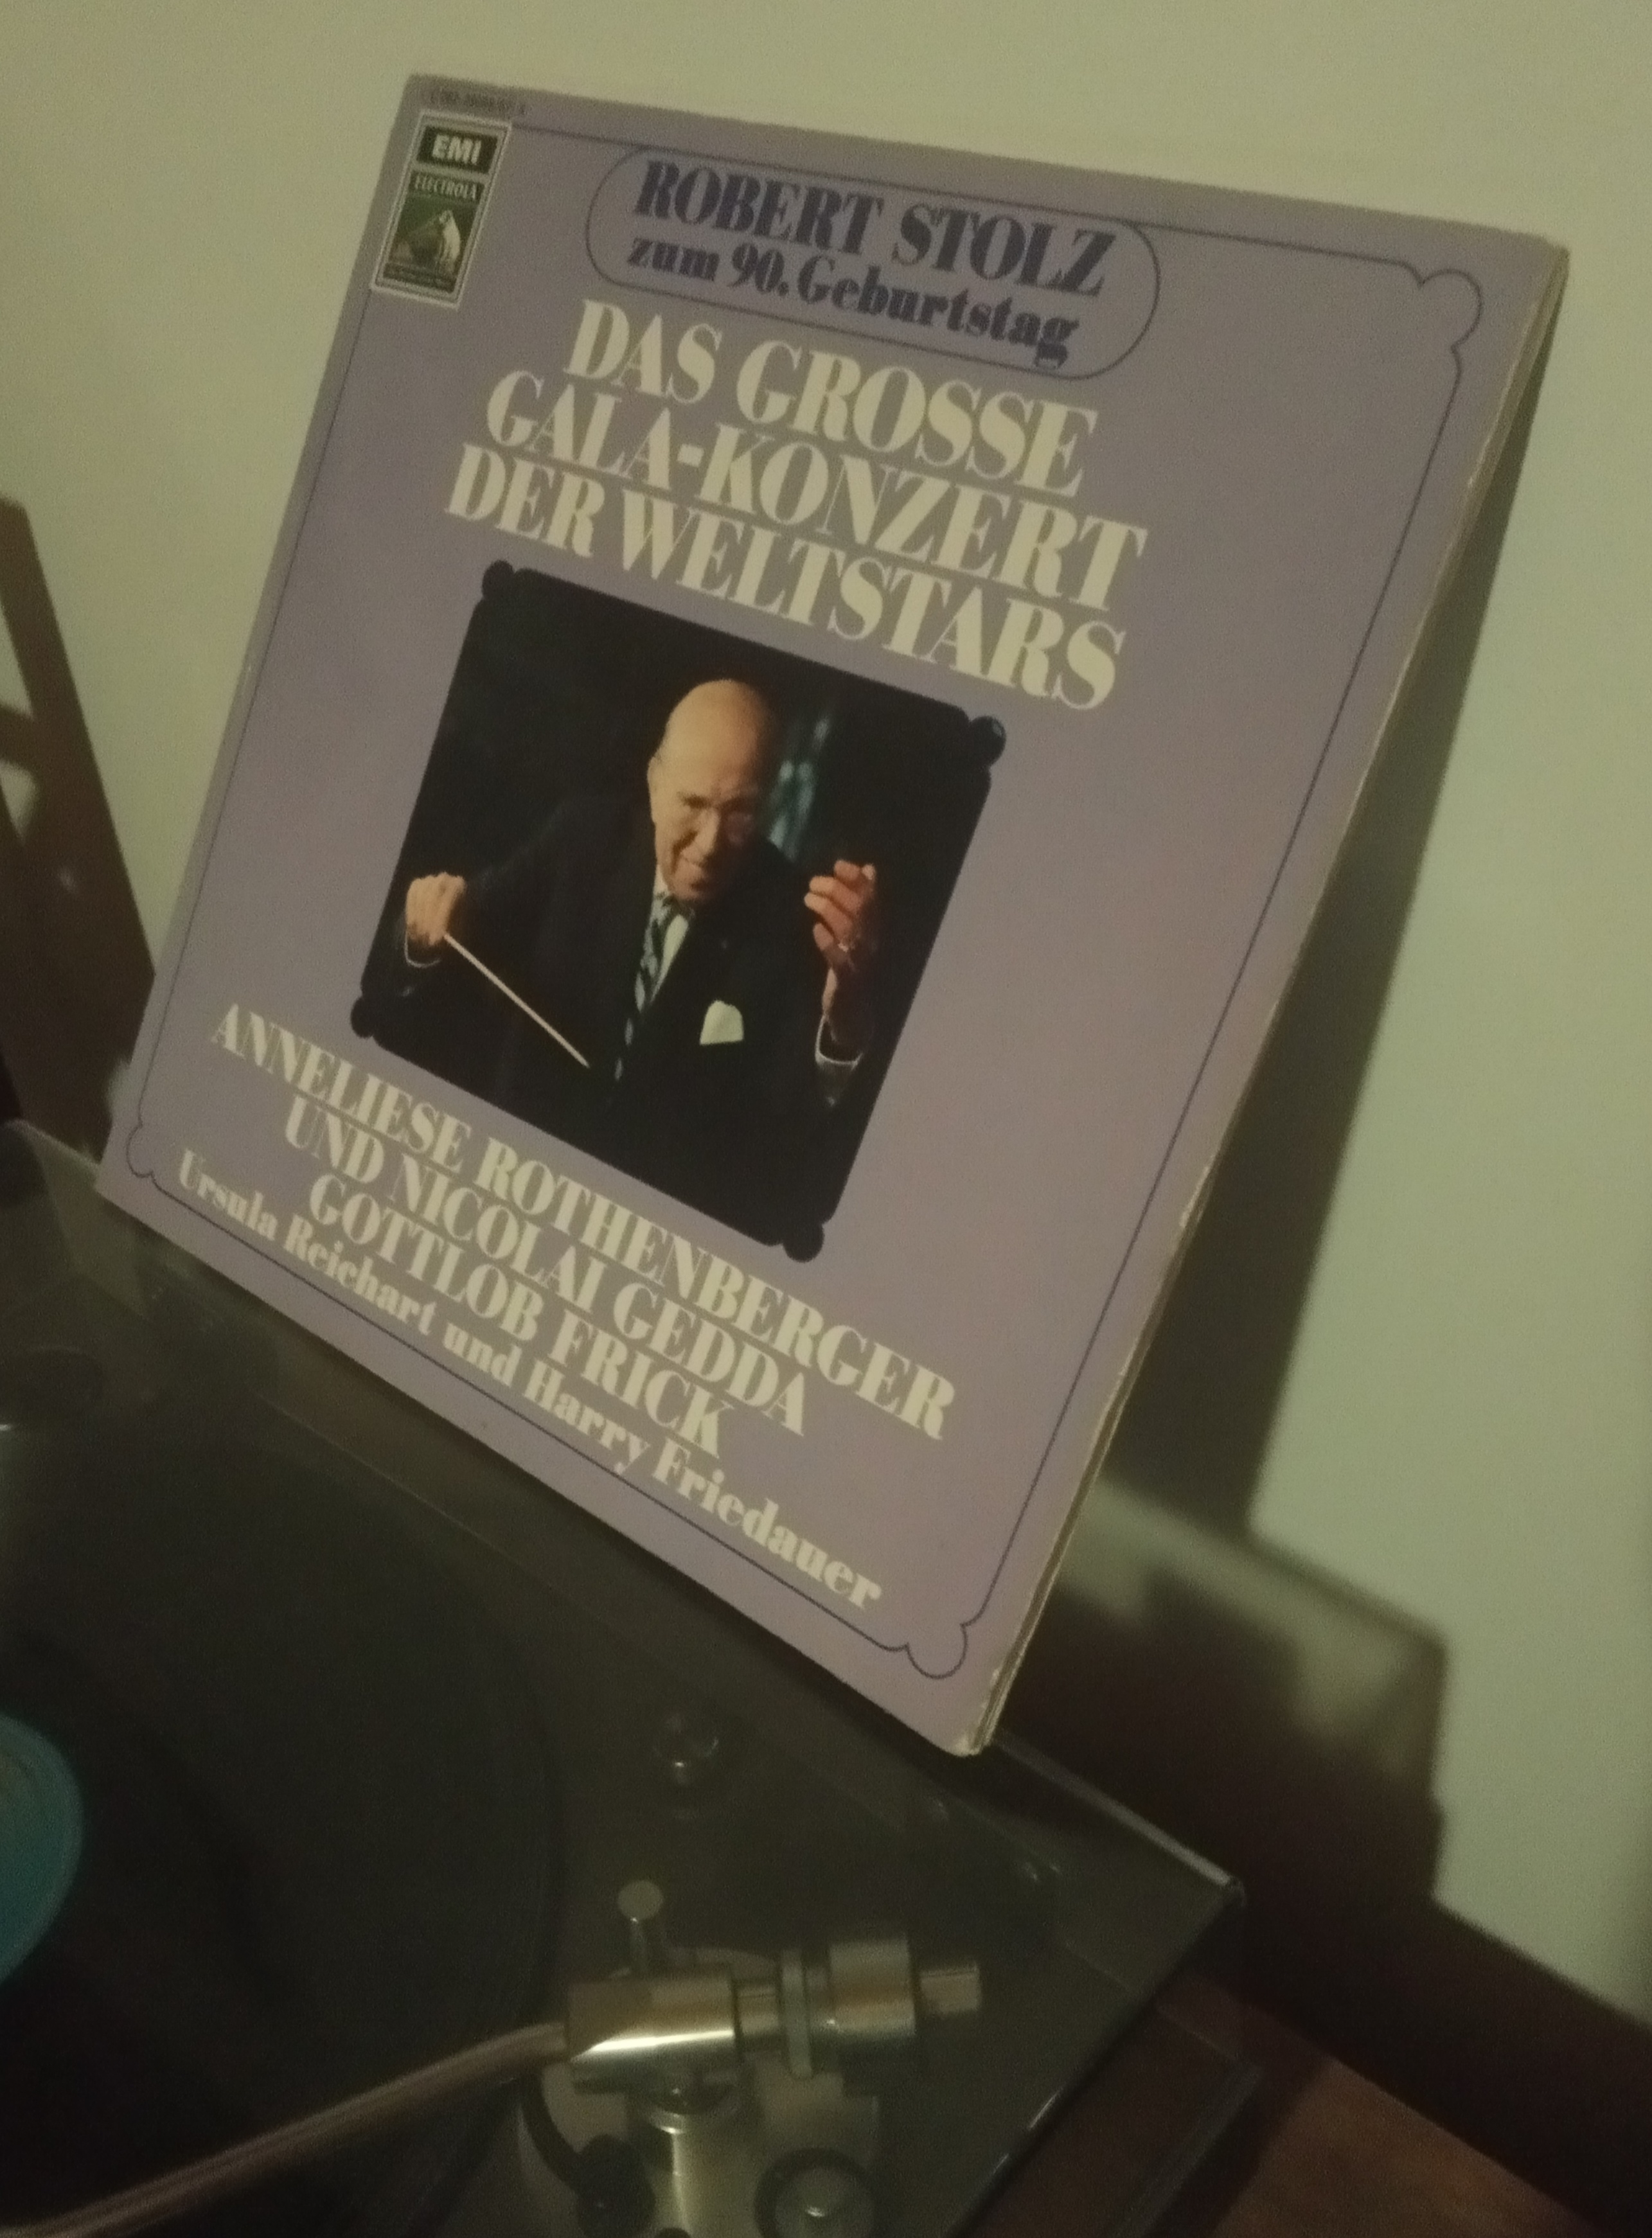 EMI
ELECTROLA
ROBERT STOLZ
zum 90. Geburtstag
DAS GROSSE
GALA-KONZERT
DER WELTSTARS
ANNELIESE ROTHENBERGER
UND NICOLAI GEDDA
GOTTLOB FRICK
Ursula Reichart und Harry Friedauer